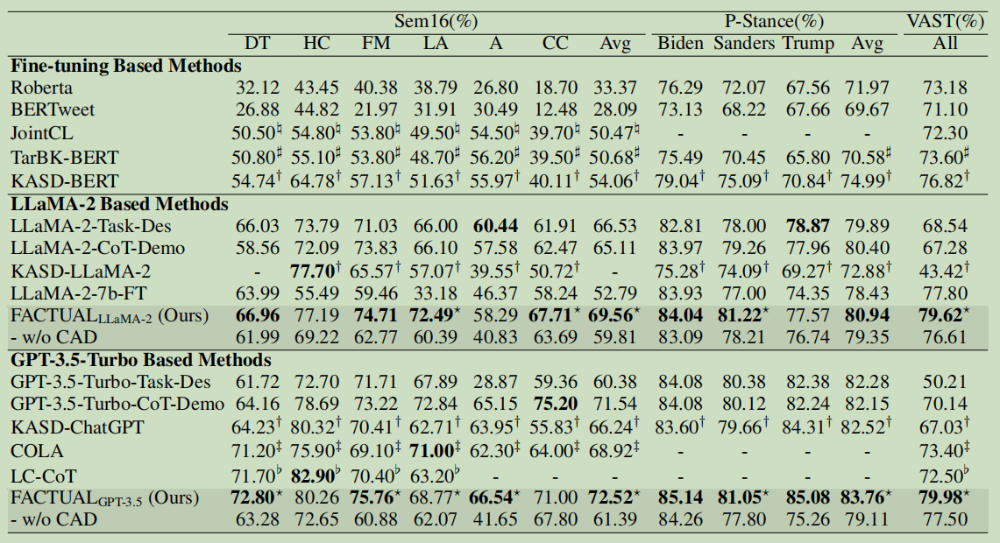 Sem16(%) P-Stance(%) VAST(%)
DT HC FM LA A CC Avg Biden Sanders Trump Avg All
Fine-tuning Based Methods
Roberta 32.12 43.45 40.38 38.79 26.80 18.70 33.37 76.29 72.07 67.56 71.97 73.18
BERTweet 26.88 44.82 21.97 31.91 30.49 12.48 28.09 73.13 68.22 67.66 69.67 71.10
JointCL 50.50♮ 54.80♮ 53.80♮ 49.50♮ 54.50♮ 39.70♮ 50.47♮ - - - - 72.30
TarBK-BERT 50.80♯ 55.10♯ 53.80♯ 48.70♯ 56.20♯ 39.50♯ 50.68♯ 75.49 70.45 65.80 70.58♯ 73.60♯
KASD-BERT 54.74† 64.78† 57.13† 51.63† 55.97† 40.11† 54.06† 79.04† 75.09† 70.84† 74.99† 76.82†
LLaMA-2 Based Methods
LLaMA-2-Task-Des 66.03 73.79 71.03 66.00 60.44 61.91 66.53 82.81 78.00 78.87 79.89 68.54
LLaMA-2-CoT-Demo 58.56 72.09 73.83 66.10 57.58 62.47 65.11 83.97 79.26 77.96 80.40 67.28
KASD-LLaMA-2 - 77.70† 65.57† 57.07† 39.55† 50.72† - 75.28† 74.09† 69.27† 72.88† 43.42†
LLaMA-2-7b-FT 63.99 55.49 59.46 33.18 46.37 58.24 52.79 83.93 77.00 74.35 78.43 77.80
FACTUALLLaMA-2 (Ours) 66.96 77.19 74.71 72.49⋆ 58.29 67.71⋆ 69.56⋆ 84.04 81.22⋆ 77.57 80.94 79.62⋆
- w/o CAD 61.99 69.22 62.77 60.39 40.83 63.69 59.81 83.09 78.21 76.74 79.35 76.61
GPT-3.5-Turbo Based Methods
GPT-3.5-Turbo-Task-Des 61.72 72.70 71.71 67.89 28.87 59.36 60.38 84.08 80.38 82.38 82.28 50.21
GPT-3.5-Turbo-CoT-Demo 64.16 78.69 73.22 72.84 65.15 75.20 71.54 84.08 80.12 82.24 82.15 70.14
KASD-ChatGPT 64.23† 80.32† 70.41† 62.71† 63.95† 55.83† 66.24† 83.60† 79.66† 84.31† 82.52† 67.03†
COLA 71.20‡ 75.90‡ 69.10‡ 71.00‡ 62.30‡ 64.00‡ 68.92‡ - - - - 73.40‡
LC-CoT 71.70♭ 82.90♭ 70.40♭ 63.20♭ - - - - - - - 72.50♭
FACTUALGPT-3.5 (Ours) 72.80⋆ 80.26 75.76⋆ 68.77⋆ 66.54⋆ 71.00 72.52⋆ 85.14 81.05⋆ 85.08 83.76⋆ 79.98⋆
- w/o CAD 63.28 72.65 60.88 62.07 41.65 67.80 61.39 84.26 77.80 75.26 79.11 77.50